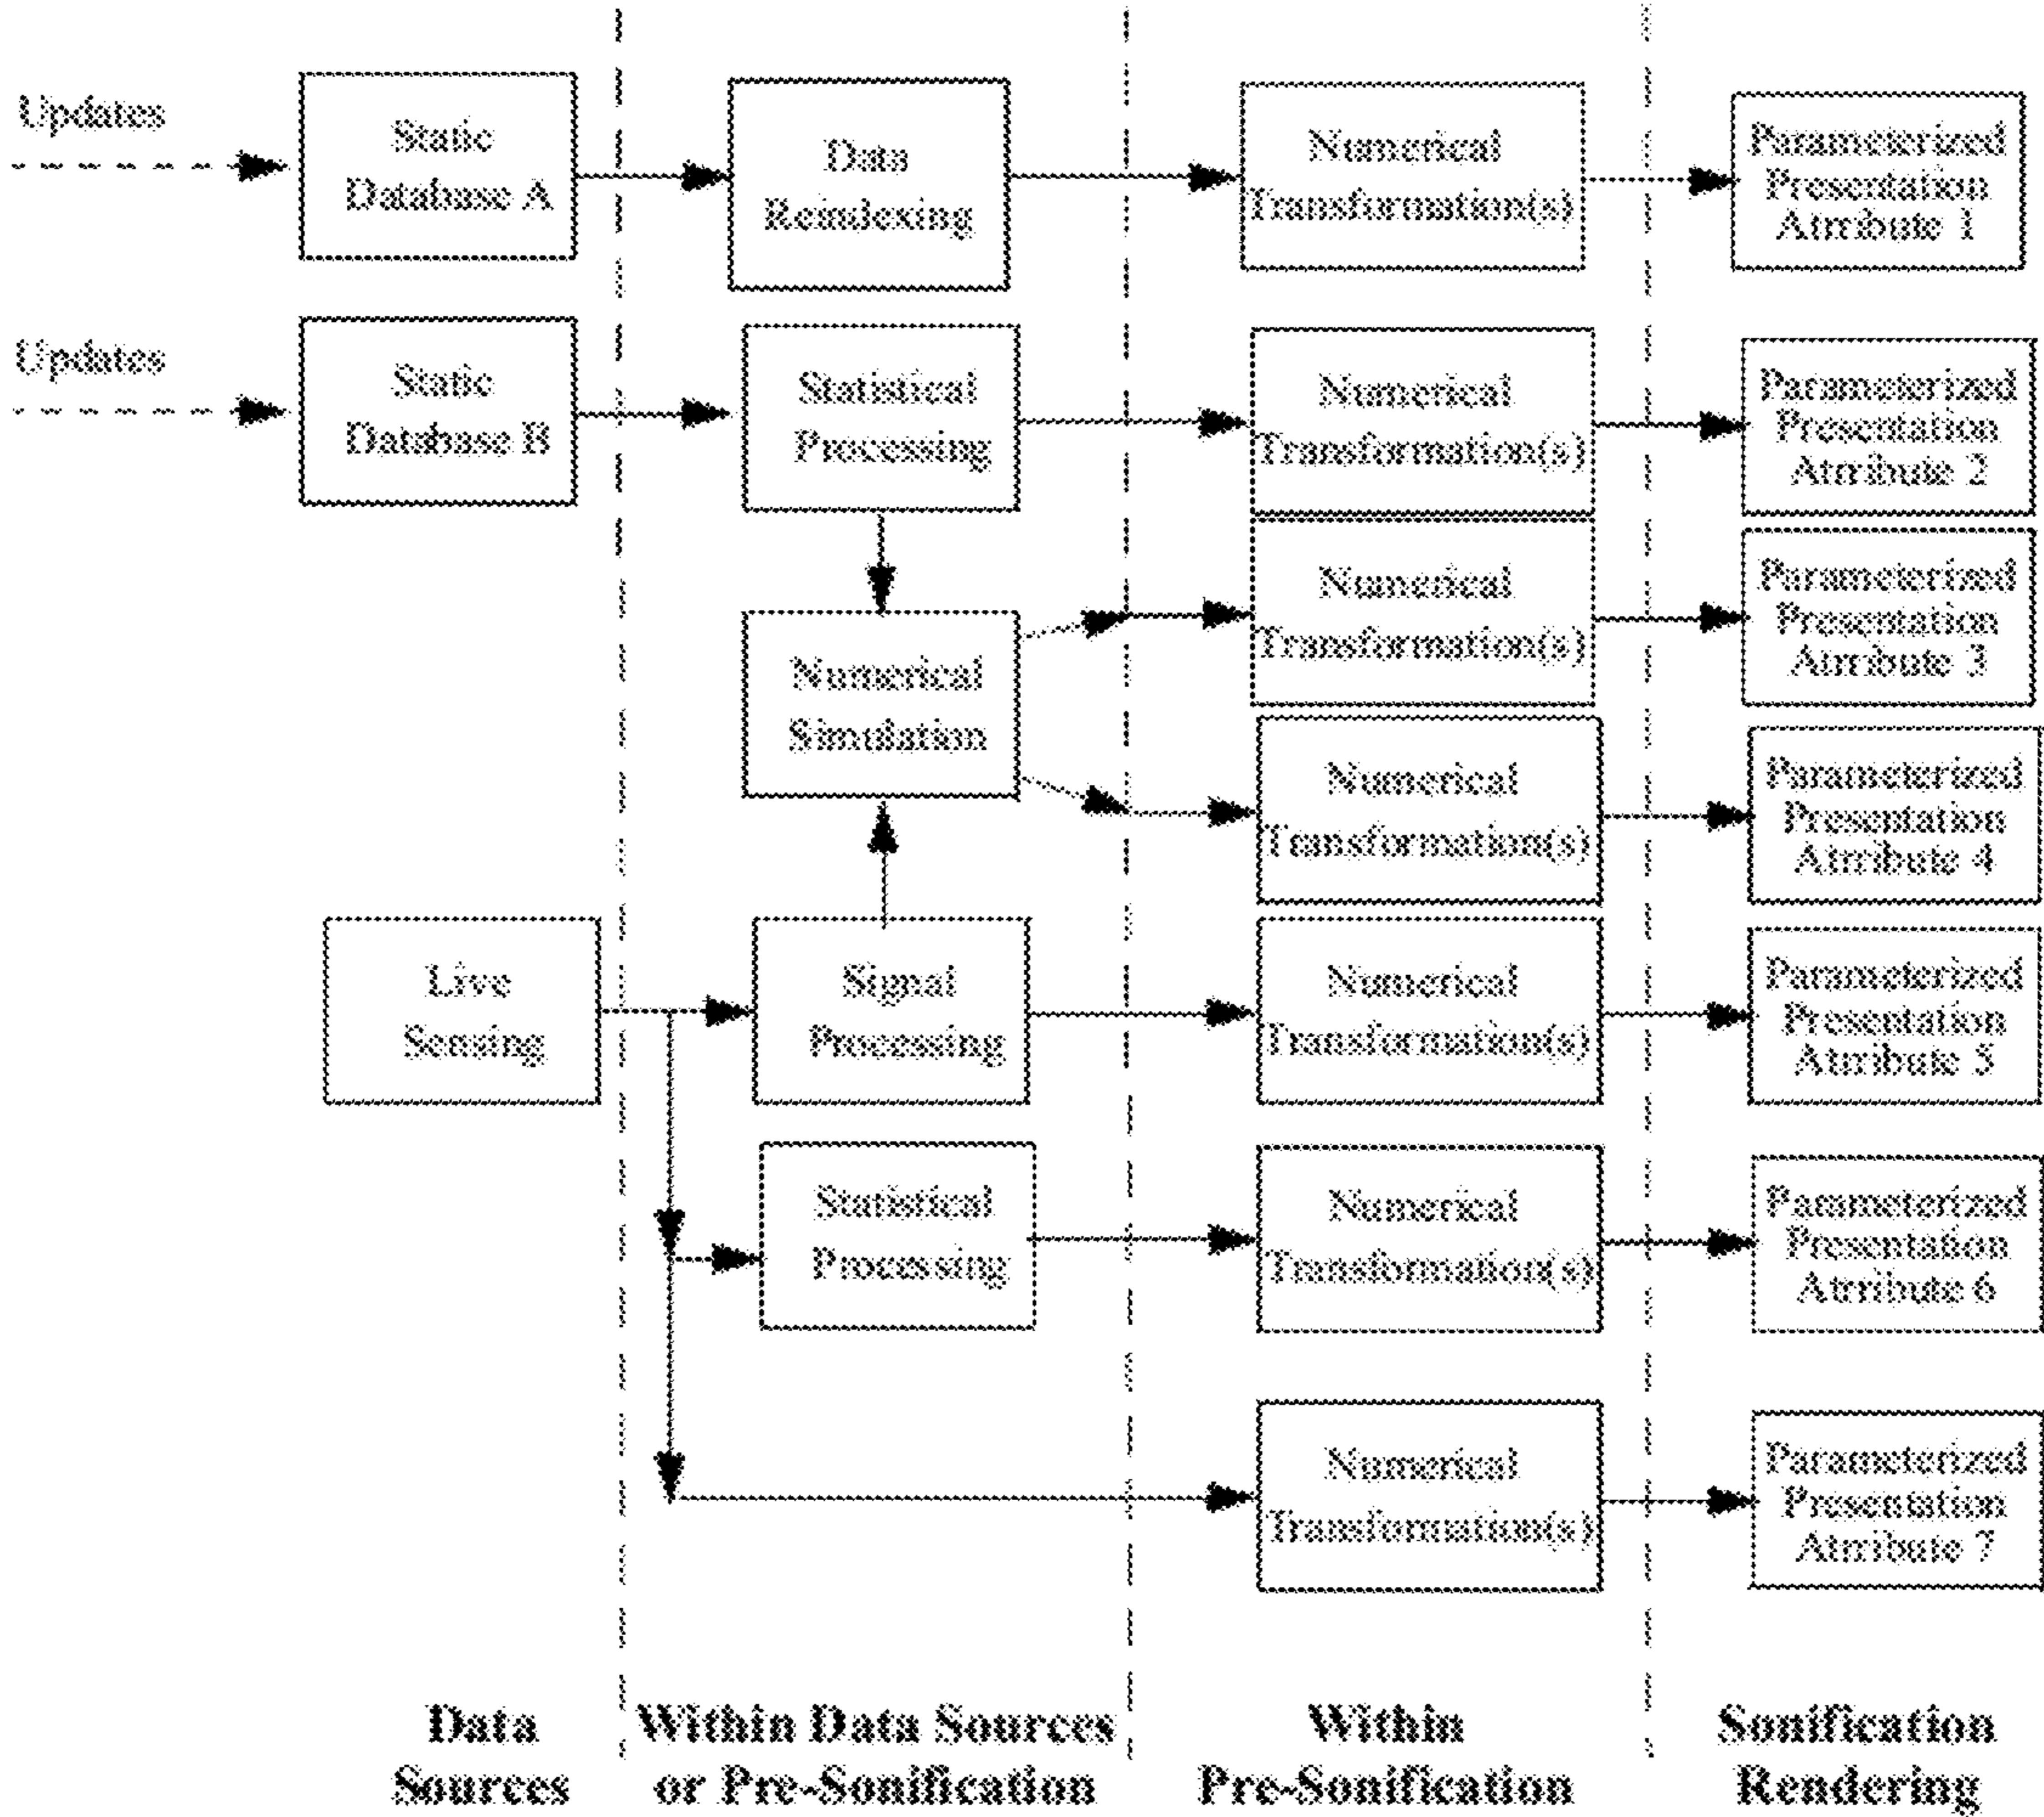 Updates
Static
Database A
Data
Reindexing
Numerical
Transformation(s)
Parameterized
Presentation
Attribute 1
Updates
Static
Database B
Statistical
Processing
Numerical
Transformation(s)
Parameterized
Presentation
Attribute 2
Numerical
Simulation
Numerical
Transformation(s)
Parameterized
Presentation
Attribute 3
Numerical
Transformation(s)
Parameterized
Presentation
Attribute 4
Live
Sensing
Signal
Processing
Numerical
Transformation(s)
Parameterized
Presentation
Attribute 5
Statistical
Processing
Numerical
Transformation(s)
Parameterized
Presentation
Attribute 6
Numerical
Transformation(s)
Parameterized
Presentation
Attribute 7
Data
Sources
Within Data Sources
or Pre-Sonification
Within
Pre-Sonification
Sonification
Rendering